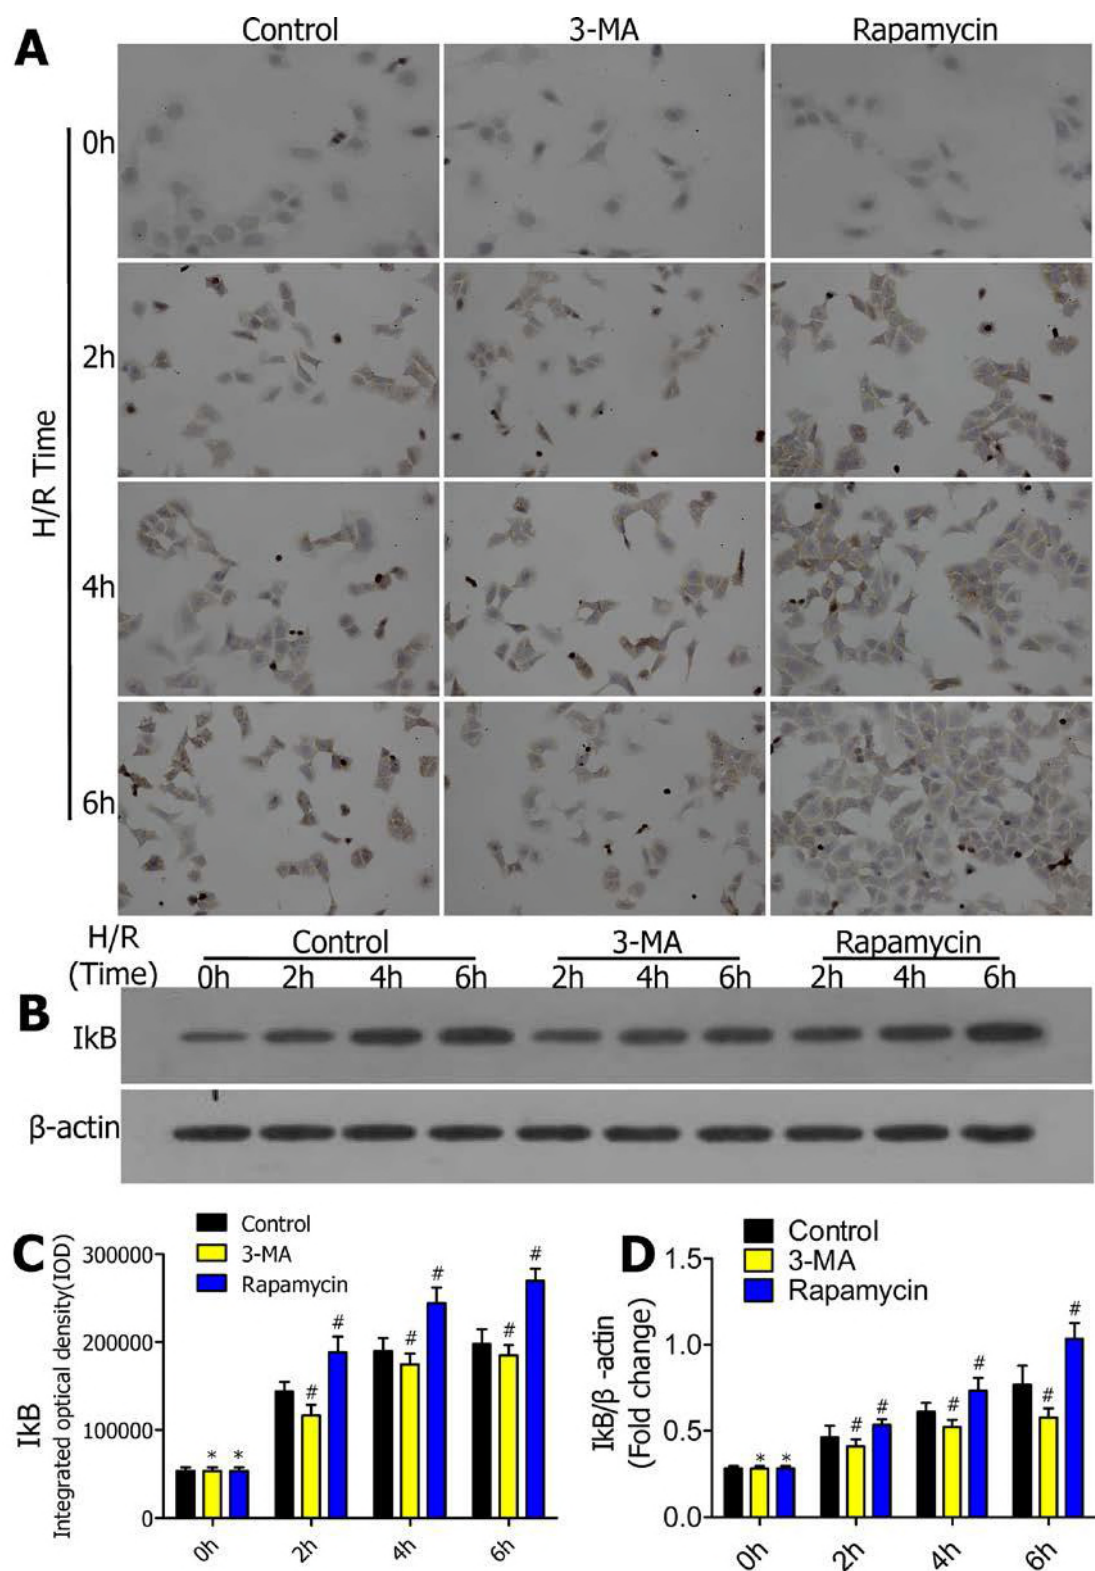 A
Control 3-MA Rapamycin
H/R Time
0h
2h
4h
6h
H/R
(Time)
Control 3-MA Rapamycin
0h 2h 4h 6h 2h 4h 6h 2h 4h 6h
B
IkB
β-actin
C
Control
3-MA
Rapamycin
IkB
Integrated optical density(IOD)
300000
200000
100000
0
* *
# #
# #
# #
0h 2h 4h 6h
D
Control
3-MA
Rapamycin
IkB/β -actin
(Fold change)
1.5
1.0
0.5
0.0
* *
# #
# #
# #
0h 2h 4h 6h